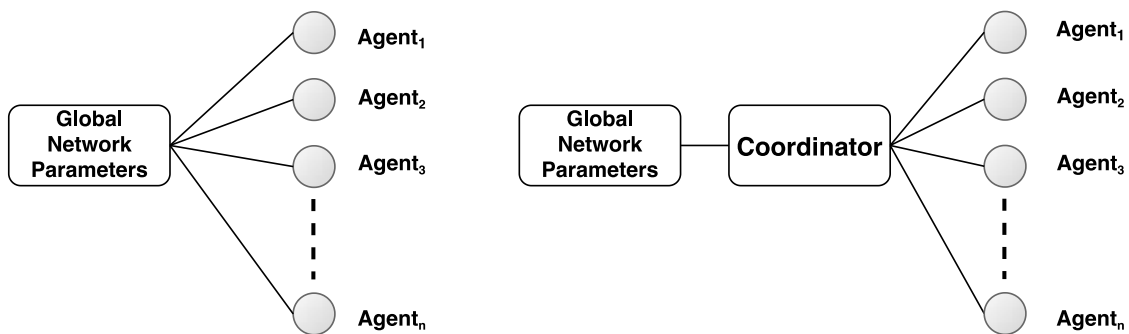 Agent₁
Agent₂
Global
Network
Parameters
Agent₃
Agentₙ
Agent₁
Agent₂
Global
Network
Parameters
Coordinator
Agent₃
Agentₙ